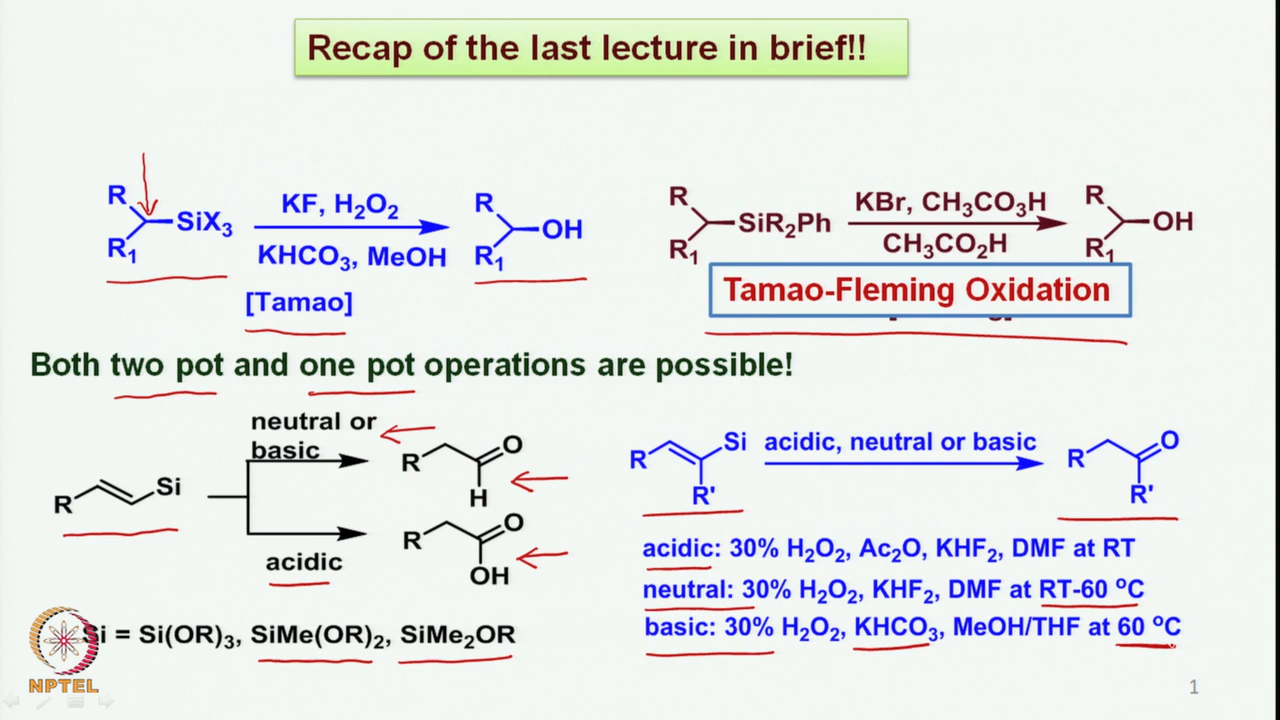 Recap of the last lecture in brief!!
R
R₁
SiX₃
KF, H₂O₂
KHCO₃, MeOH
[Tamao]
R
R₁
OH
R
R₁
SiR₂Ph
KBr, CH₃CO₃H
CH₃CO₂H
R
R₁
OH
Tamao-Fleming Oxidation
Both two pot and one pot operations are possible!
R
Si
neutral or
basic
acidic
R
O
H
R
O
OH
R
Si
R'
acidic, neutral or basic
R
O
R'
acidic: 30% H₂O₂, Ac₂O, KHF₂, DMF at RT
neutral: 30% H₂O₂, KHF₂, DMF at RT-60 ºC
basic: 30% H₂O₂, KHCO₃, MeOH/THF at 60 ºC
= Si(OR)₃, SiMe(OR)₂, SiMe₂OR
NPTEL
1